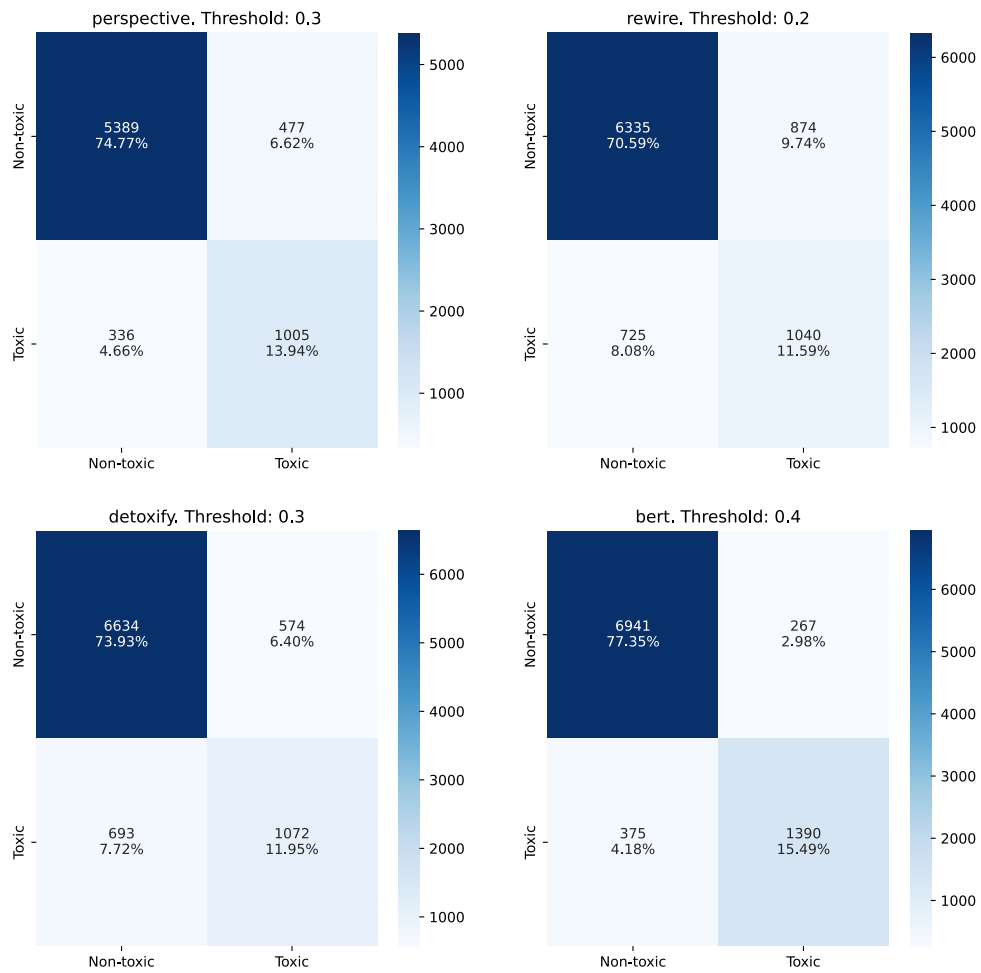 perspective. Threshold: 0.3
Non-toxic
5389
74.77%
477
6.62%
Toxic
336
4.66%
1005
13.94%
Non-toxic
Toxic
5000
4000
3000
2000
1000
rewire. Threshold: 0.2
Non-toxic
6335
70.59%
874
9.74%
Toxic
725
8.08%
1040
11.59%
Non-toxic
Toxic
6000
5000
4000
3000
2000
1000
detoxify. Threshold: 0.3
Non-toxic
6634
73.93%
574
6.40%
Toxic
693
7.72%
1072
11.95%
Non-toxic
Toxic
6000
5000
4000
3000
2000
1000
bert. Threshold: 0.4
Non-toxic
6941
77.35%
267
2.98%
Toxic
375
4.18%
1390
15.49%
Non-toxic
Toxic
6000
5000
4000
3000
2000
1000